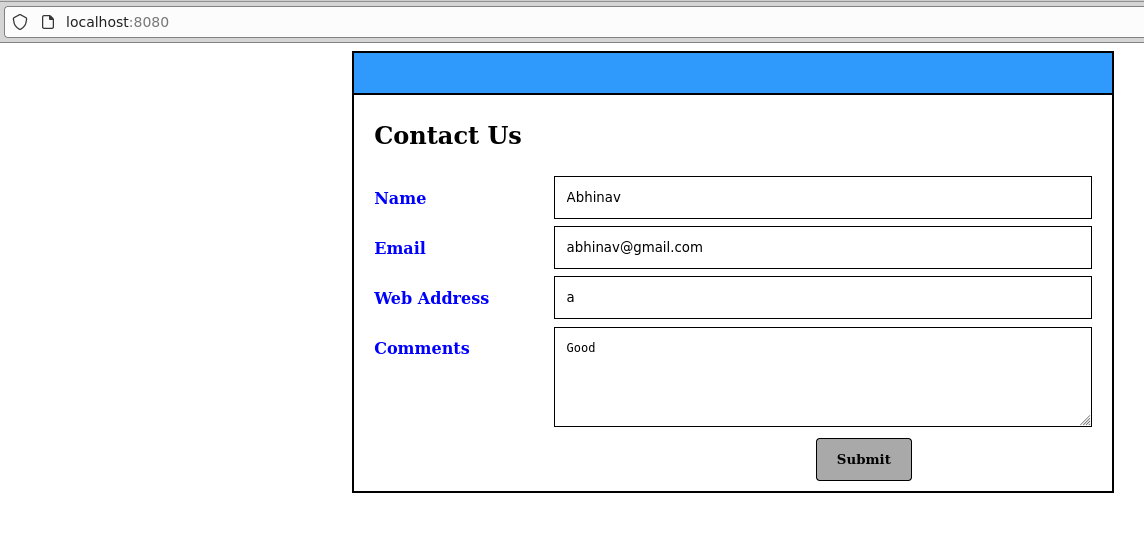 localhost:8080
Contact Us
Name Abhinav
Email abhinav@gmail.com
Web Address a
Comments Good
Submit